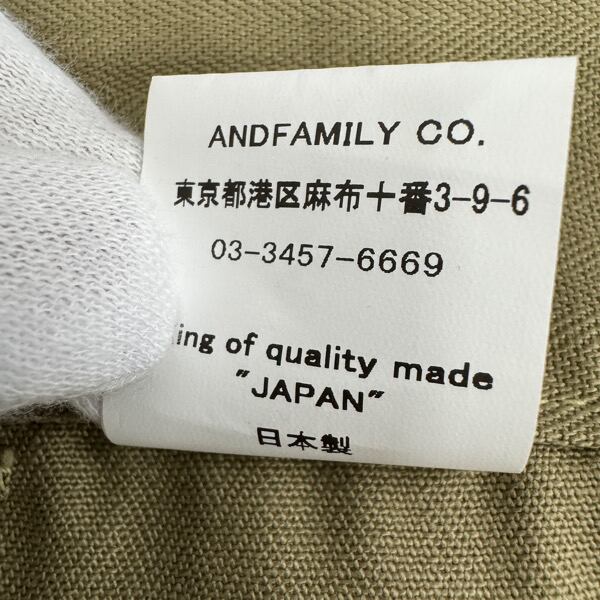 ANDFAMILY CO.
東京都港区麻布十番3-9-6
03-3457-6669
of quality made
"JAPAN"
日本製